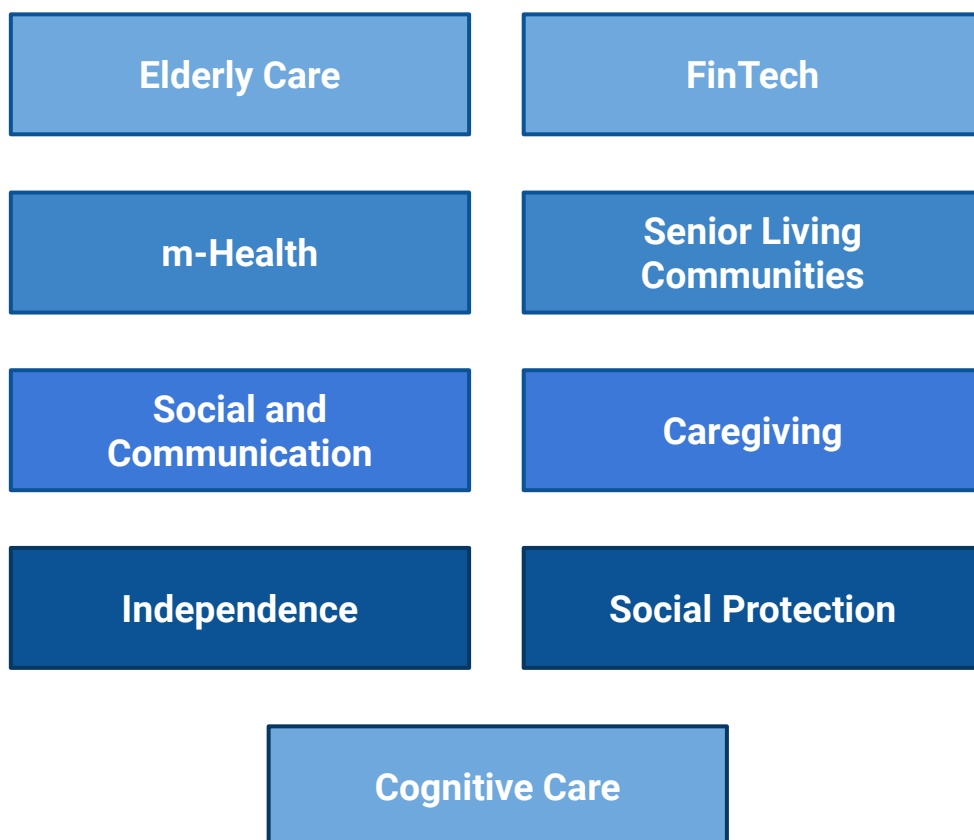 Elderly Care
FinTech
m-Health
Senior Living
Communities
Social and
Communication
Caregiving
Independence
Social Protection
Cognitive Care